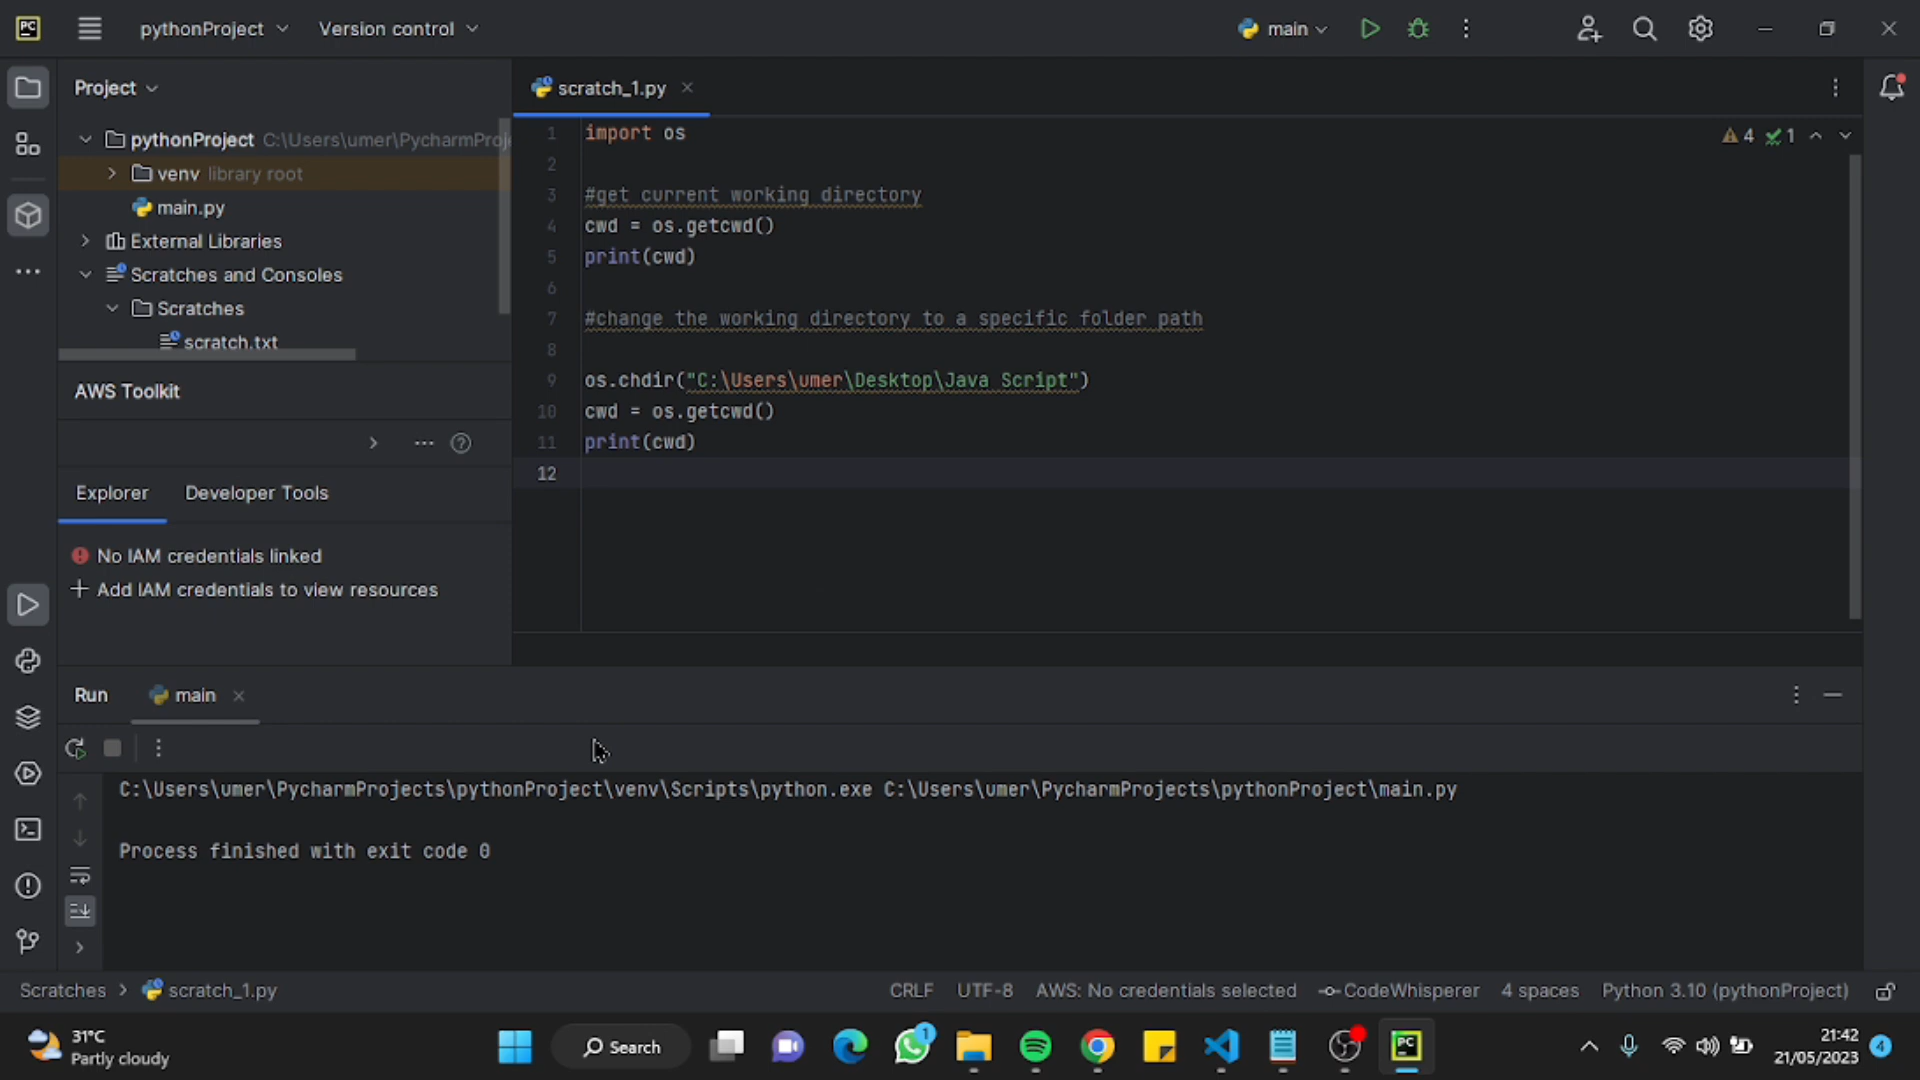 PC
pythonProject
Version control
main
Project
pythonProject C:\Users\umer\PycharmProj
venv library root
main.py
External Libraries
Scratches and Consoles
Scratches
scratch.txt
AWS Toolkit
Explorer
Developer Tools
No IAM credentials linked
Add IAM credentials to view resources
scratch_1.py
4
1
1 import os
2
3 #get current working directory
4 cwd = os.getcwd()
5 print(cwd)
6
7 #change the working directory to a specific folder path
8
9 os.chdir("C:\Users\umer\Desktop\Java Script")
10 cwd = os.getcwd()
11 print(cwd)
12
Run
main
C:\Users\umer\PycharmProjects\pythonProject\venv\Scripts\python.exe C:\Users\umer\PycharmProjects\pythonProject\main.py
Process finished with exit code 0
Scratches > scratch_1.py
CRLF
UTF-8
AWS: No credentials selected
CodeWhisperer
4 spaces
Python 3.10 (pythonProject)
31°C
Partly cloudy
Search
1
PC
21:42
21/05/2023
4